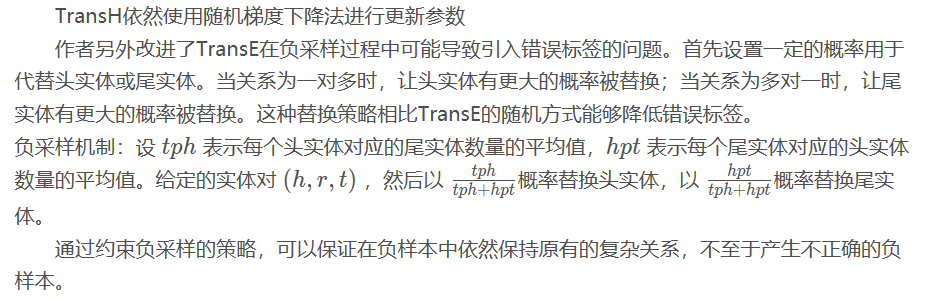 TransH依然使用随机梯度下降法进行更新参数
作者另外改进了TransE在负采样过程中可能导致引入错误标签的问题。首先设置一定的概率用于
代替头实体或尾实体。当关系为一对多时，让头实体有更大的概率被替换；当关系为多对一时，让尾
实体有更大的概率被替换。这种替换策略相比TransE的随机方式能够降低错误标签。
负采样机制：设 tph 表示每个头实体对应的尾实体数量的平均值，hpt 表示每个尾实体对应的头实体
数量的平均值。给定的实体对 (h, r, t) ，然后以 \frac{tph}{tph+hpt}概率替换头实体，以 \frac{hpt}{tph+hpt}概率替换尾实
体。
通过约束负采样的策略，可以保证在负样本中依然保持原有的复杂关系，不至于产生不正确的负
样本。